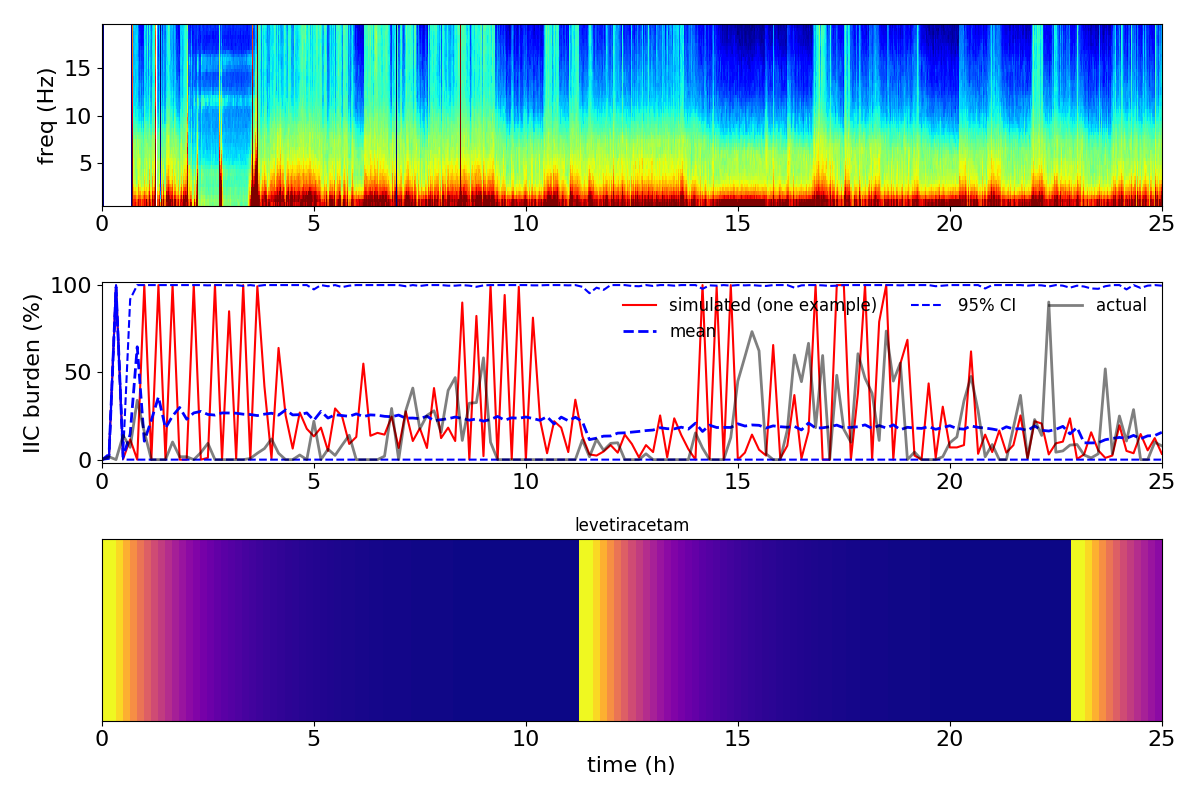 freq (Hz)
15
10
5
0 5 10 15 20 25
IIC burden (%)
100
50
0
simulated (one example) 95% CI actual
mean
0 5 10 15 20 25
levetiracetam
0 5 10 15 20 25
time (h)